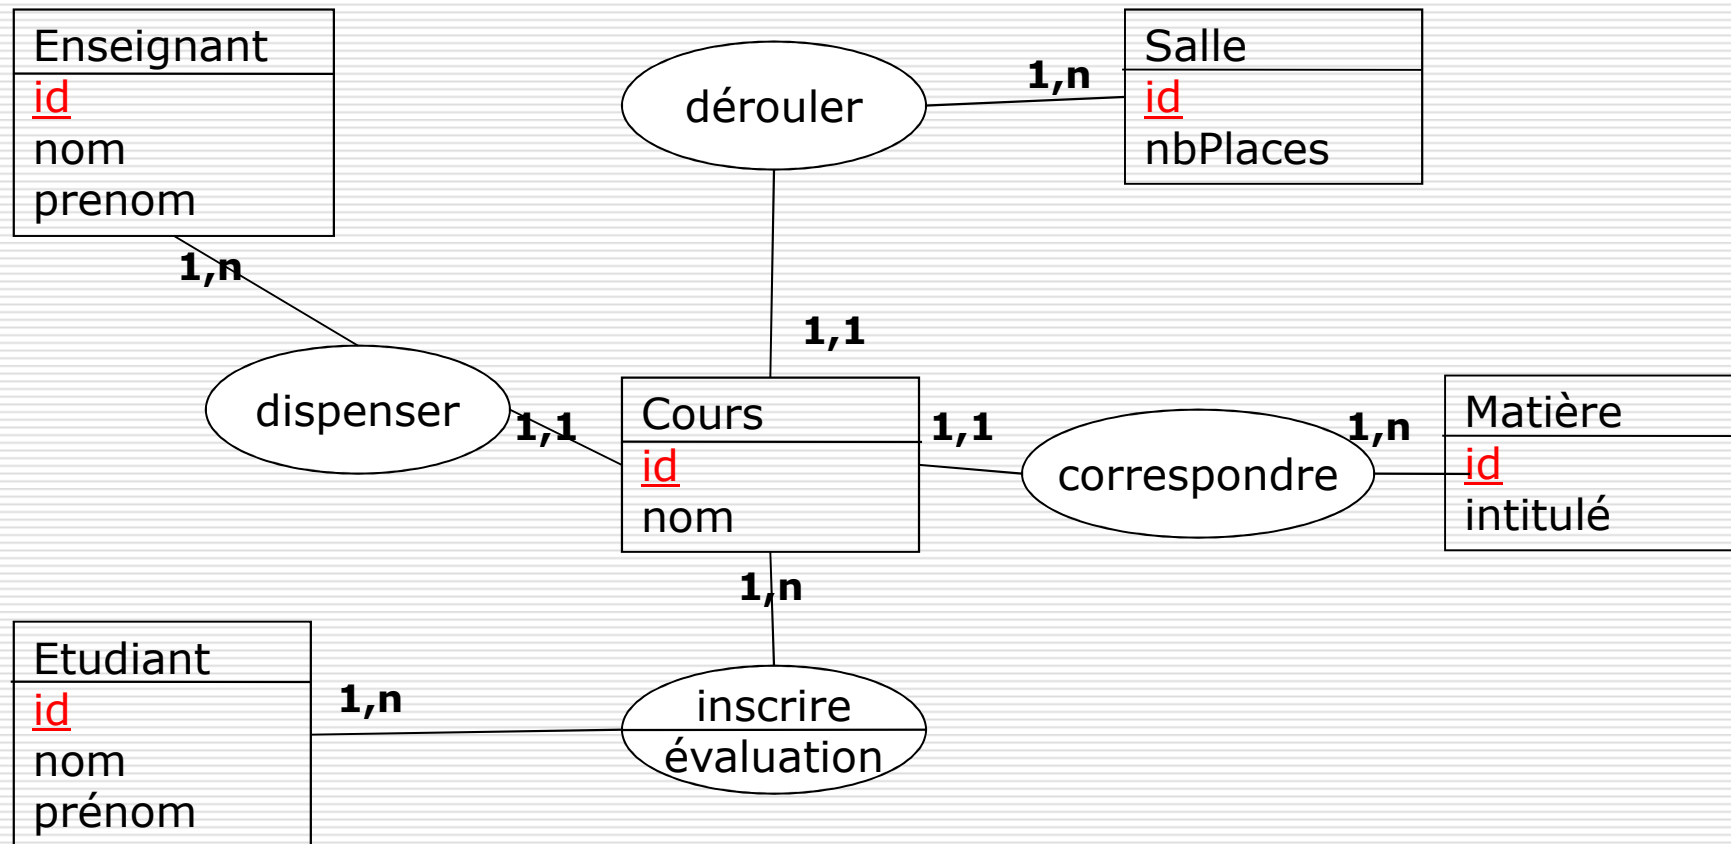 Enseignant
id
nom
prenom
1,n
dérouler
1,n
Salle
id
nbPlaces
1,1
dispenser
1,1
Cours
id
nom
1,1
correspondre
1,n
Matière
id
intitulé
1,n
Etudiant
id
nom
prénom
1,n
inscrire
évaluation